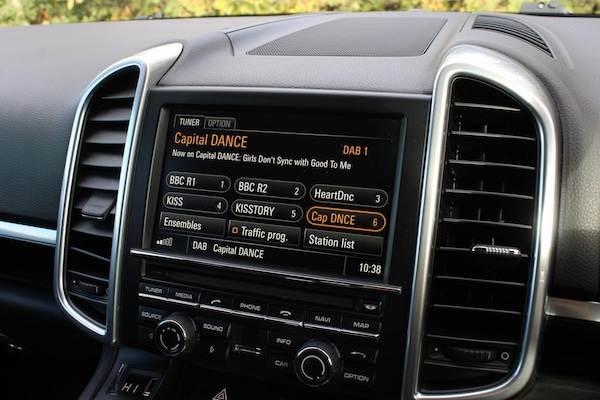 TUNER OPTION
Capital DANCE DAB 1
Now on Capital DANCE: Girls Don't Sync with Good To Me
BBC R1 1 BBC R2 2 HeartDnc 3
KISS 4 KISSTORY 5 Cap DNCE 6
Ensembles Traffic prog. Station list
DAB Capital DANCE 10:38
TUNER MEDIA PHONE NAVI MAP
SOURCE SOUND INFO
CAR OPTION
HI